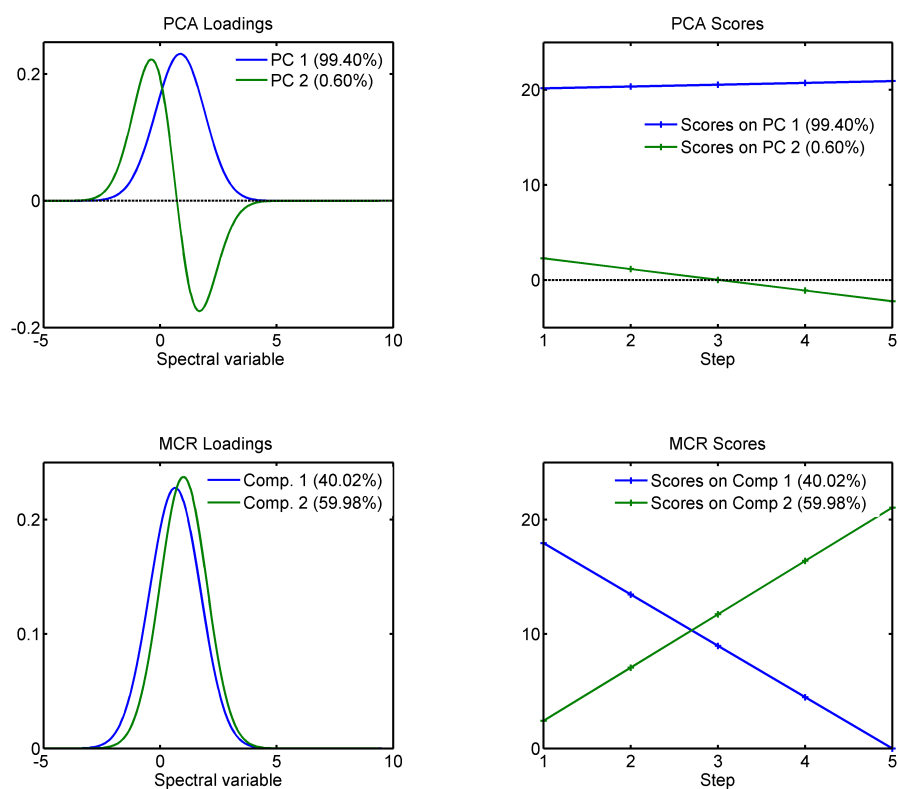 PCA Loadings
PC 1 (99.40%)
PC 2 (0.60%)
0.2
0
-0.2
-5
0
5
10
Spectral variable
PCA Scores
Scores on PC 1 (99.40%)
Scores on PC 2 (0.60%)
20
10
0
1
2
3
4
5
Step
MCR Loadings
Comp. 1 (40.02%)
Comp. 2 (59.98%)
0.2
0.1
0
-5
0
5
10
Spectral variable
MCR Scores
Scores on Comp 1 (40.02%)
Scores on Comp 2 (59.98%)
20
10
0
1
2
3
4
5
Step